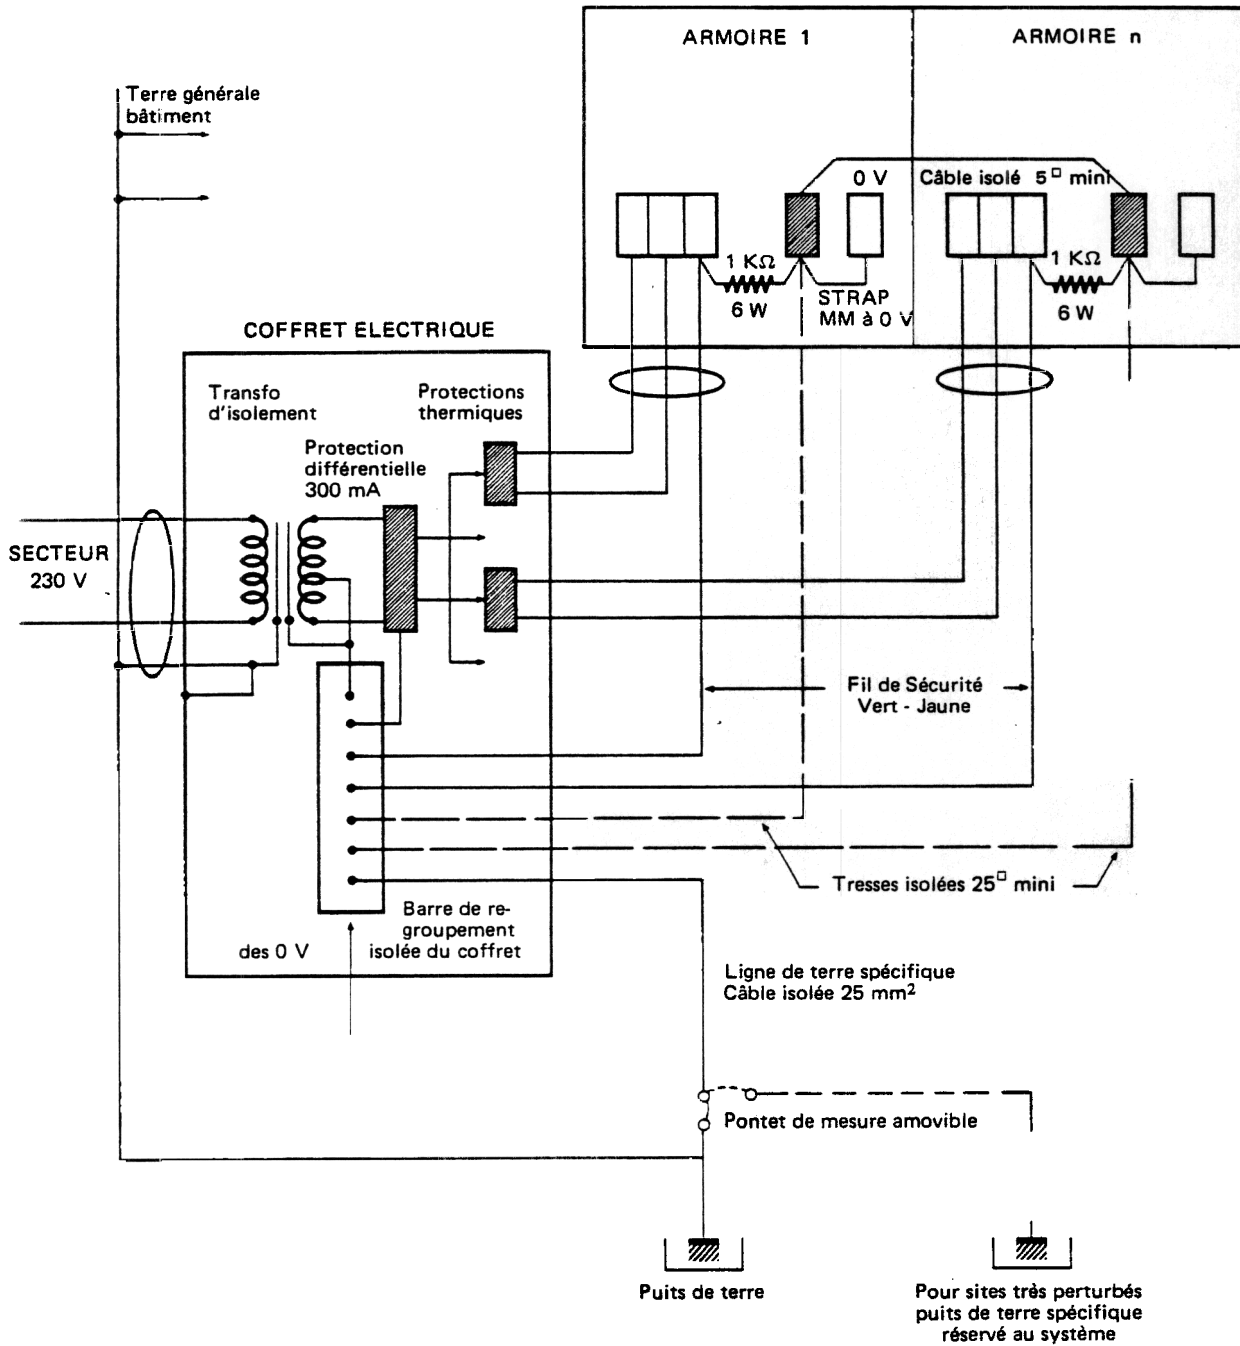 ARMOIRE 1
ARMOIRE n
Terre générale
bâtiment
0 V
Câble isolé 5□ mini
1 KΩ
6 W
STRAP
MM à 0 V
1 KΩ
6 W
COFFRET ELECTRIQUE
Transfo
d'isolement
Protections
thermiques
Protection
différentielle
300 mA
SECTEUR
230 V
Fil de Sécurité
Vert - Jaune
Tresses isolées 25□ mini
Barre de re-
groupement
des 0 V isolée du coffret
Ligne de terre spécifique
Câble isolée 25 mm²
Pontet de mesure amovible
Puits de terre
Pour sites très perturbés
puits de terre spécifique
réservé au système